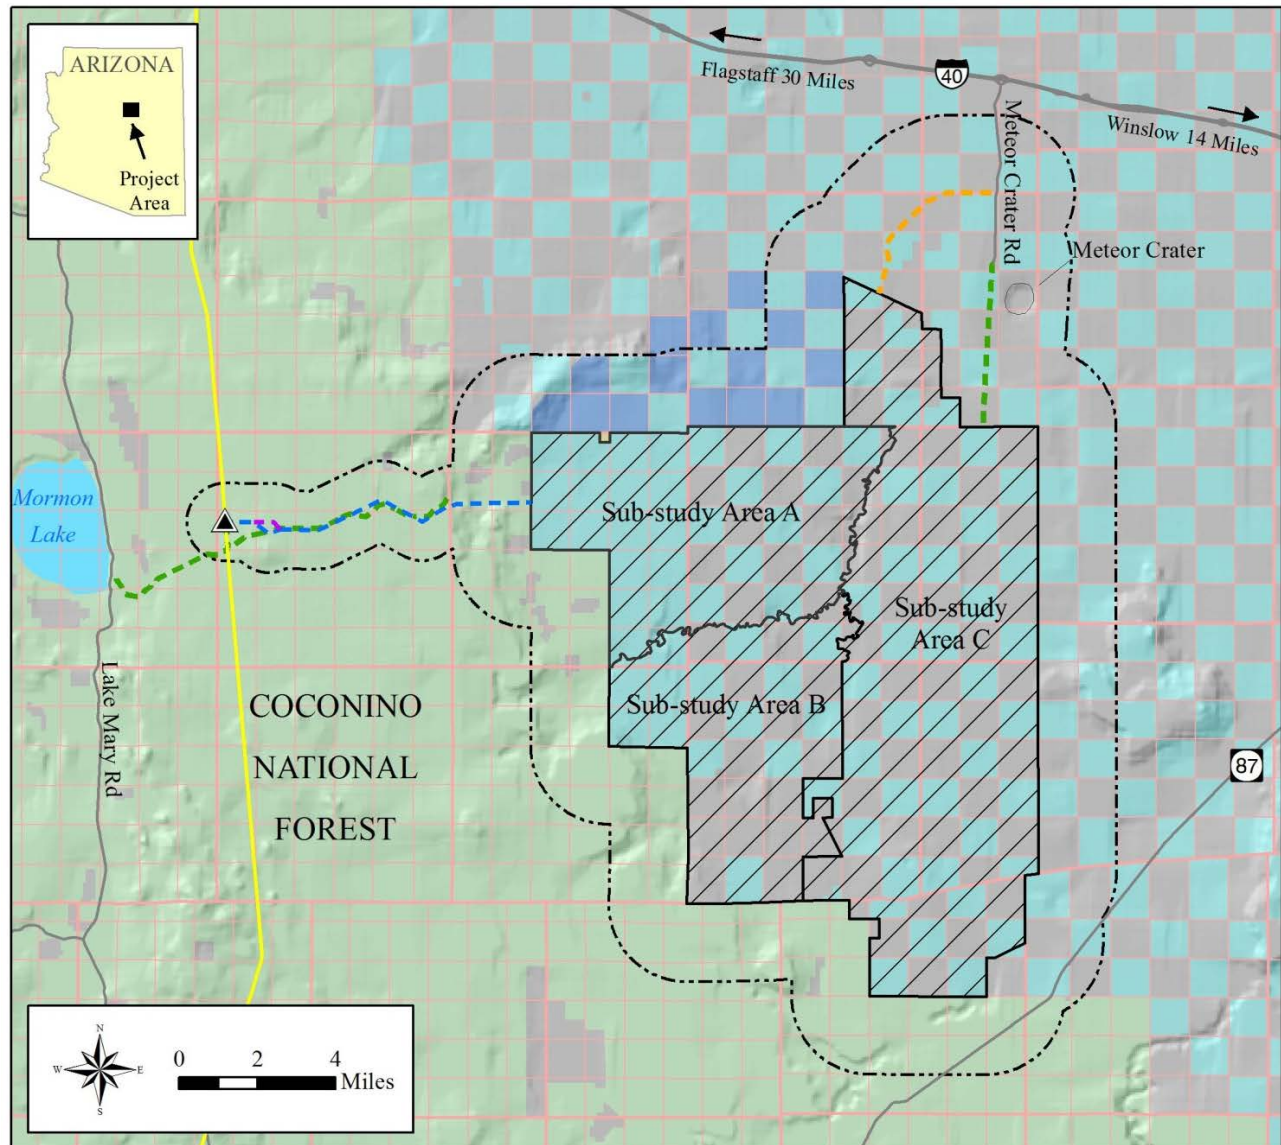 ARIZONA
Project
Area
Flagstaff 30 Miles
40
Winslow 14 Miles
Meteor Crater Rd
Meteor Crater
Mormon
Lake
Sub-study Area A
Sub-study
Area C
Sub-study Area B
Lake Mary Rd
COCONINO
NATIONAL
FOREST
87
N
W
E
S
0 2 4
Miles